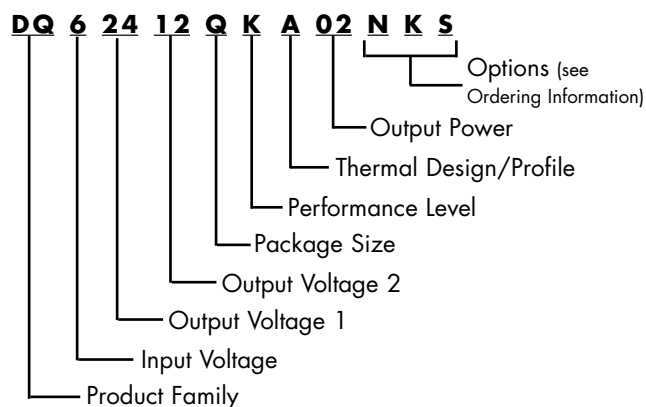 DQ 6 24 12 Q K A 02 N K S
Options (see
Ordering Information)
Output Power
Thermal Design/Profile
Performance Level
Package Size
Output Voltage 2
Output Voltage 1
Input Voltage
Product Family